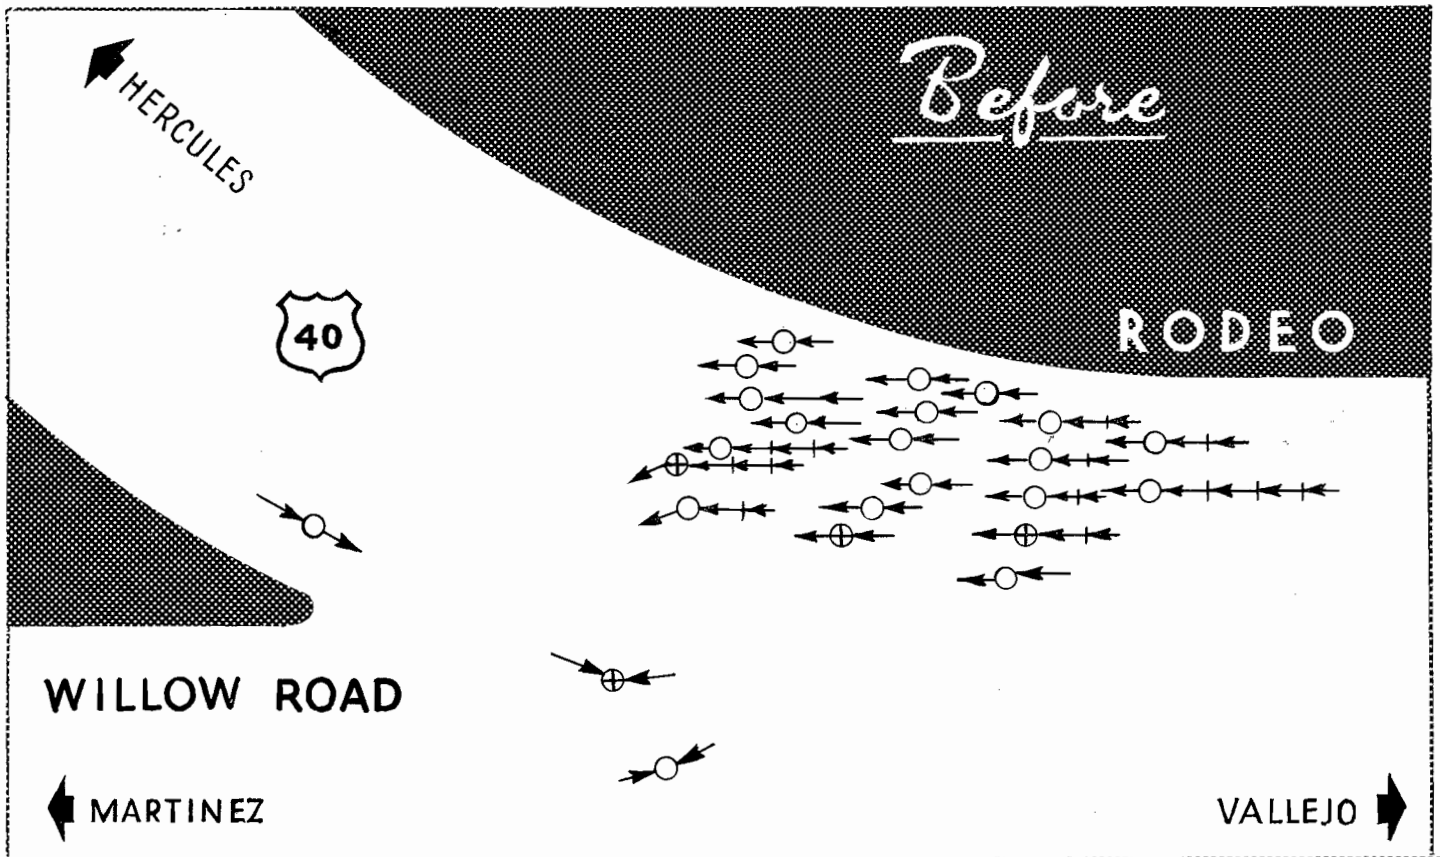 Before
HERCULES
RODEO
40
WILLOW ROAD
MARTINEZ
VALLEJO